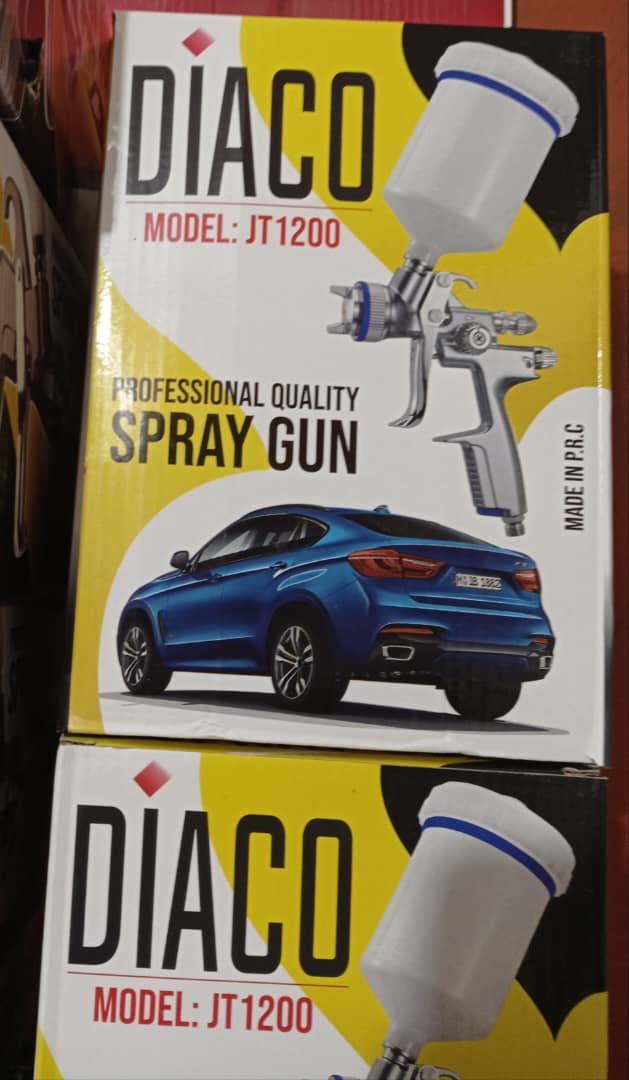 DIACO
MODEL: JT1200
PROFESSIONAL QUALITY
SPRAY GUN
MADE IN P.R.C
DIACO
MODEL: JT1200